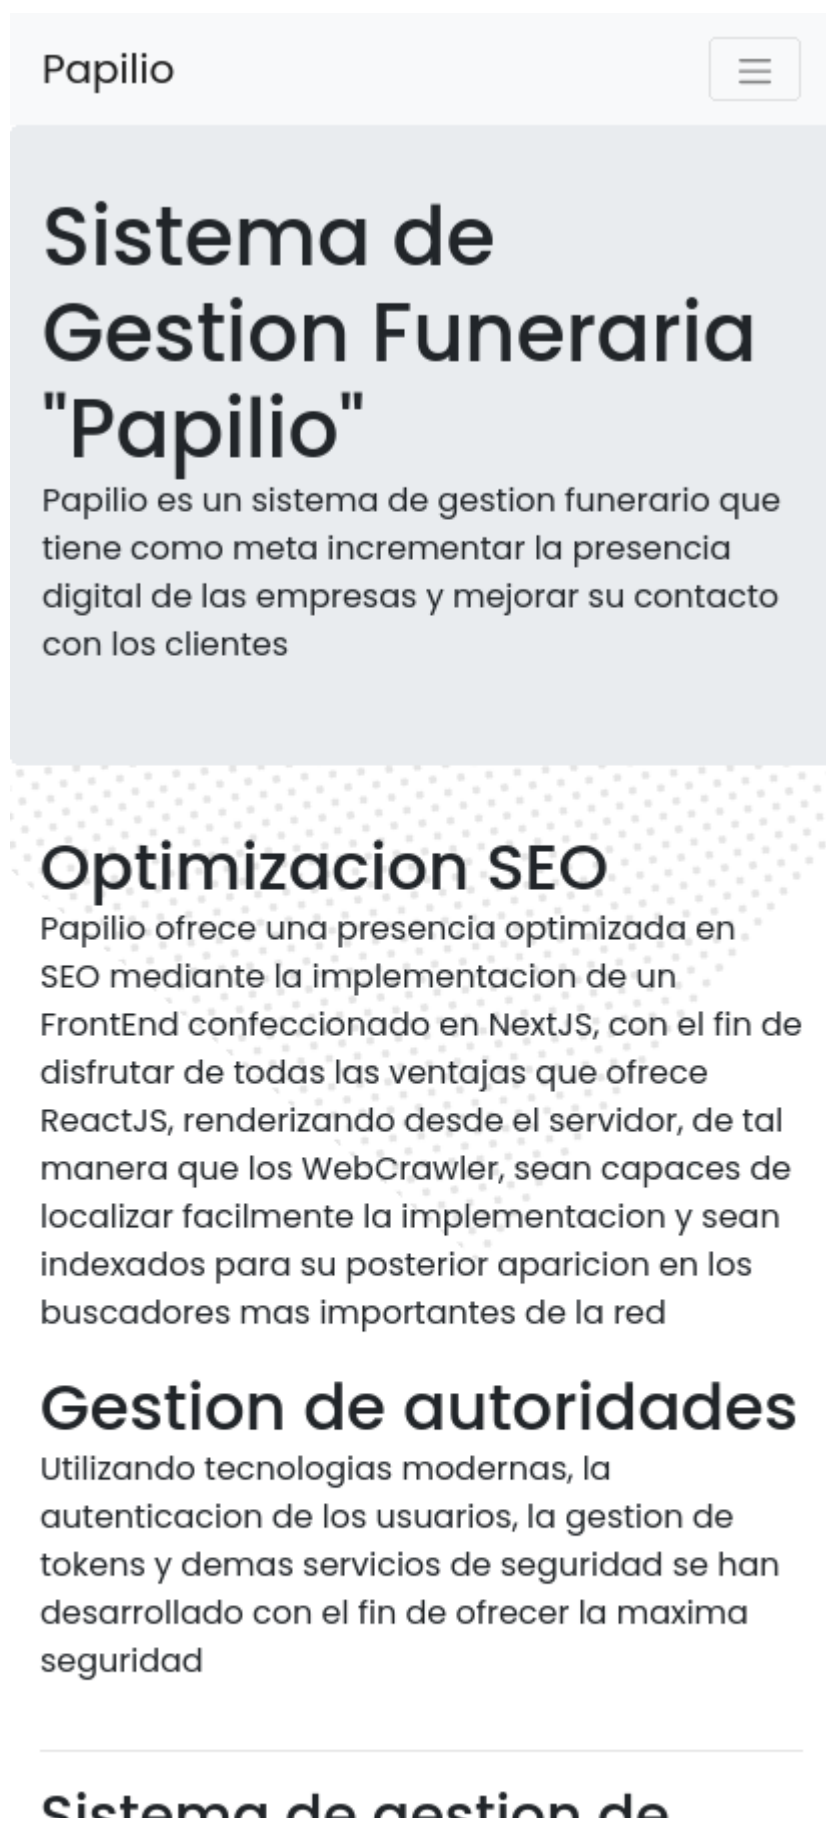 Papilio
Sistema de
Gestion Funeraria
"Papilio"
Papilio es un sistema de gestion funerario que
tiene como meta incrementar la presencia
digital de las empresas y mejorar su contacto
con los clientes
Optimizacion SEO
Papilio ofrece una presencia optimizada en
SEO mediante la implementacion de un
FrontEnd confeccionado en NextJS, con el fin de
disfrutar de todas las ventajas que ofrece
ReactJS, renderizando desde el servidor, de tal
manera que los WebCrawler, sean capaces de
localizar facilmente la implementacion y sean
indexados para su posterior aparicion en los
buscadores mas importantes de la red
Gestion de autoridades
Utilizando tecnologias modernas, la
autenticacion de los usuarios, la gestion de
tokens y demas servicios de seguridad se han
desarrollado con el fin de ofrecer la maxima
seguridad
Sistema de gestion de